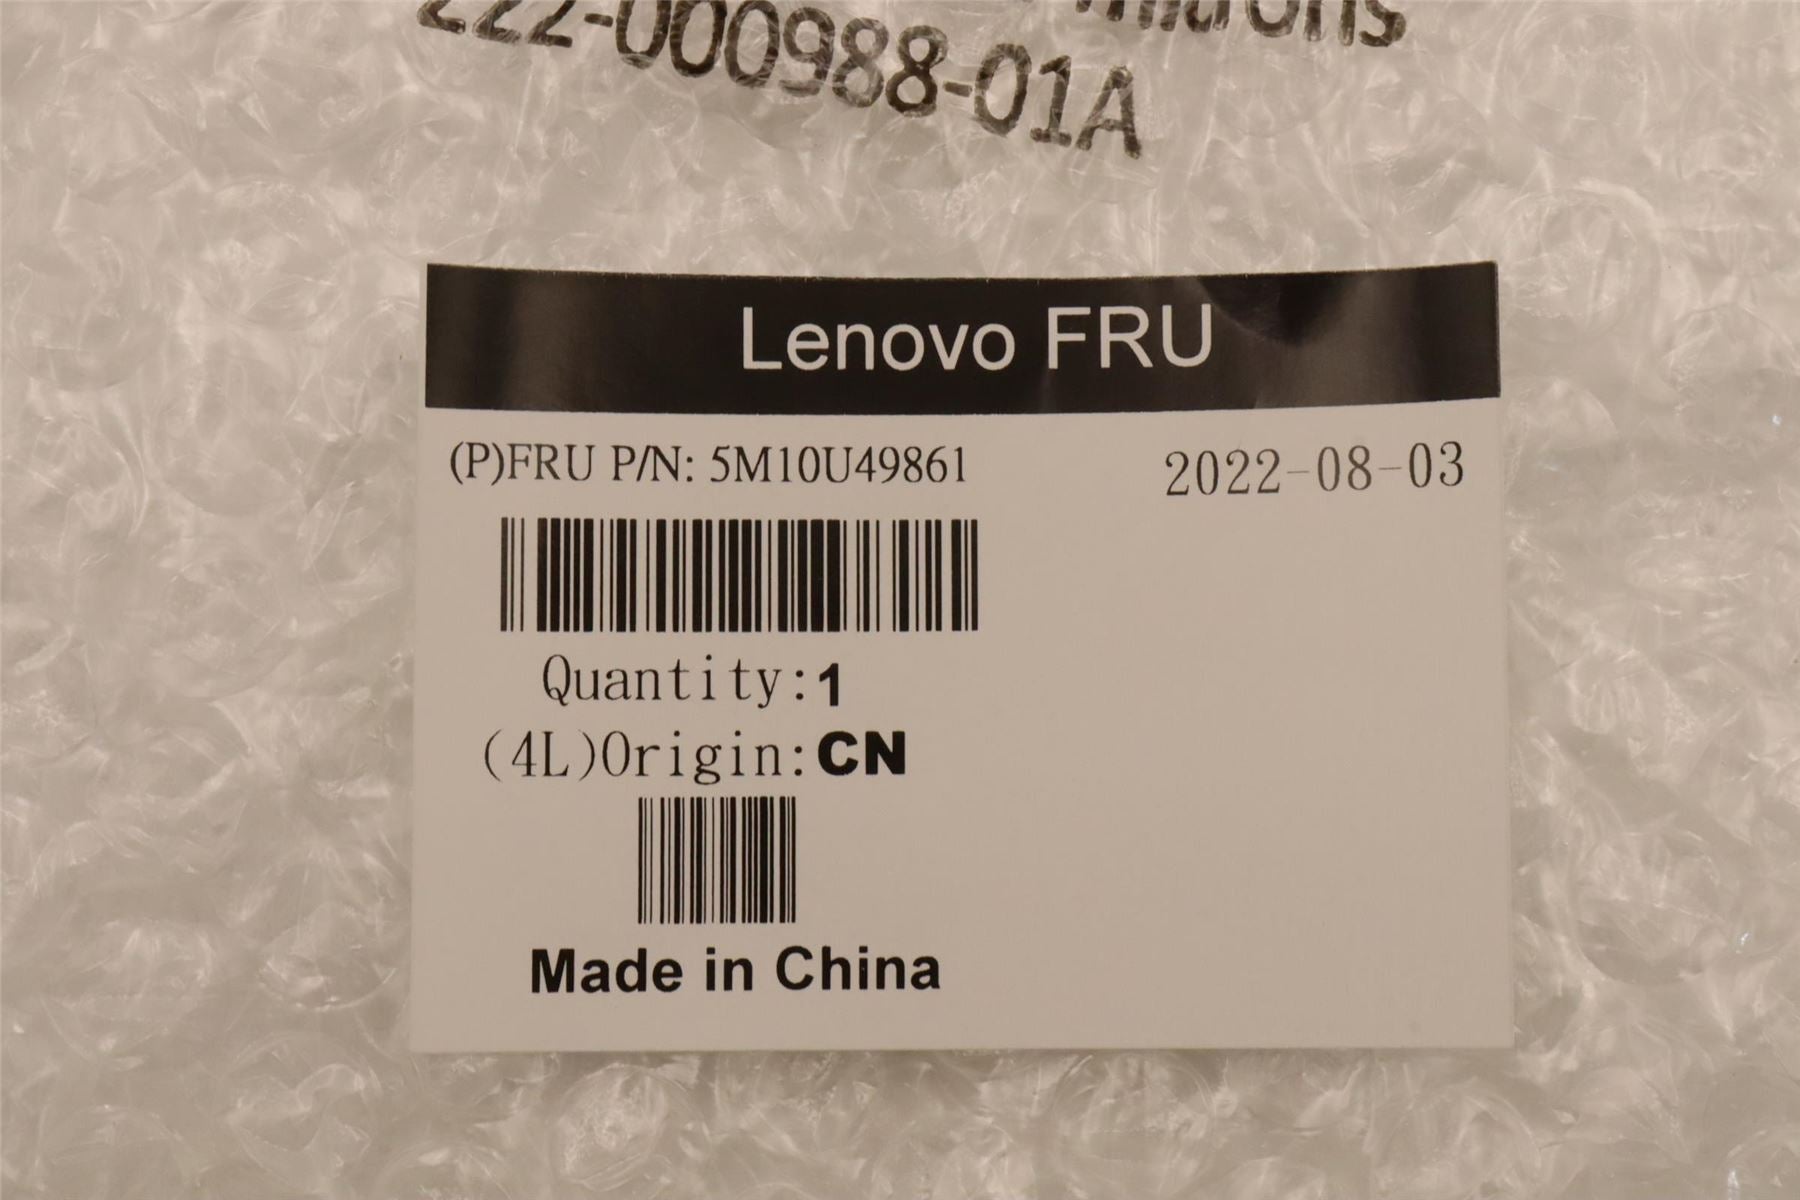 222-000988-01A
Lenovo FRU
(P)FRU P/N: 5M10U49861
2022-08-03
Quantity:1
(4L)Origin:CN
Made in China